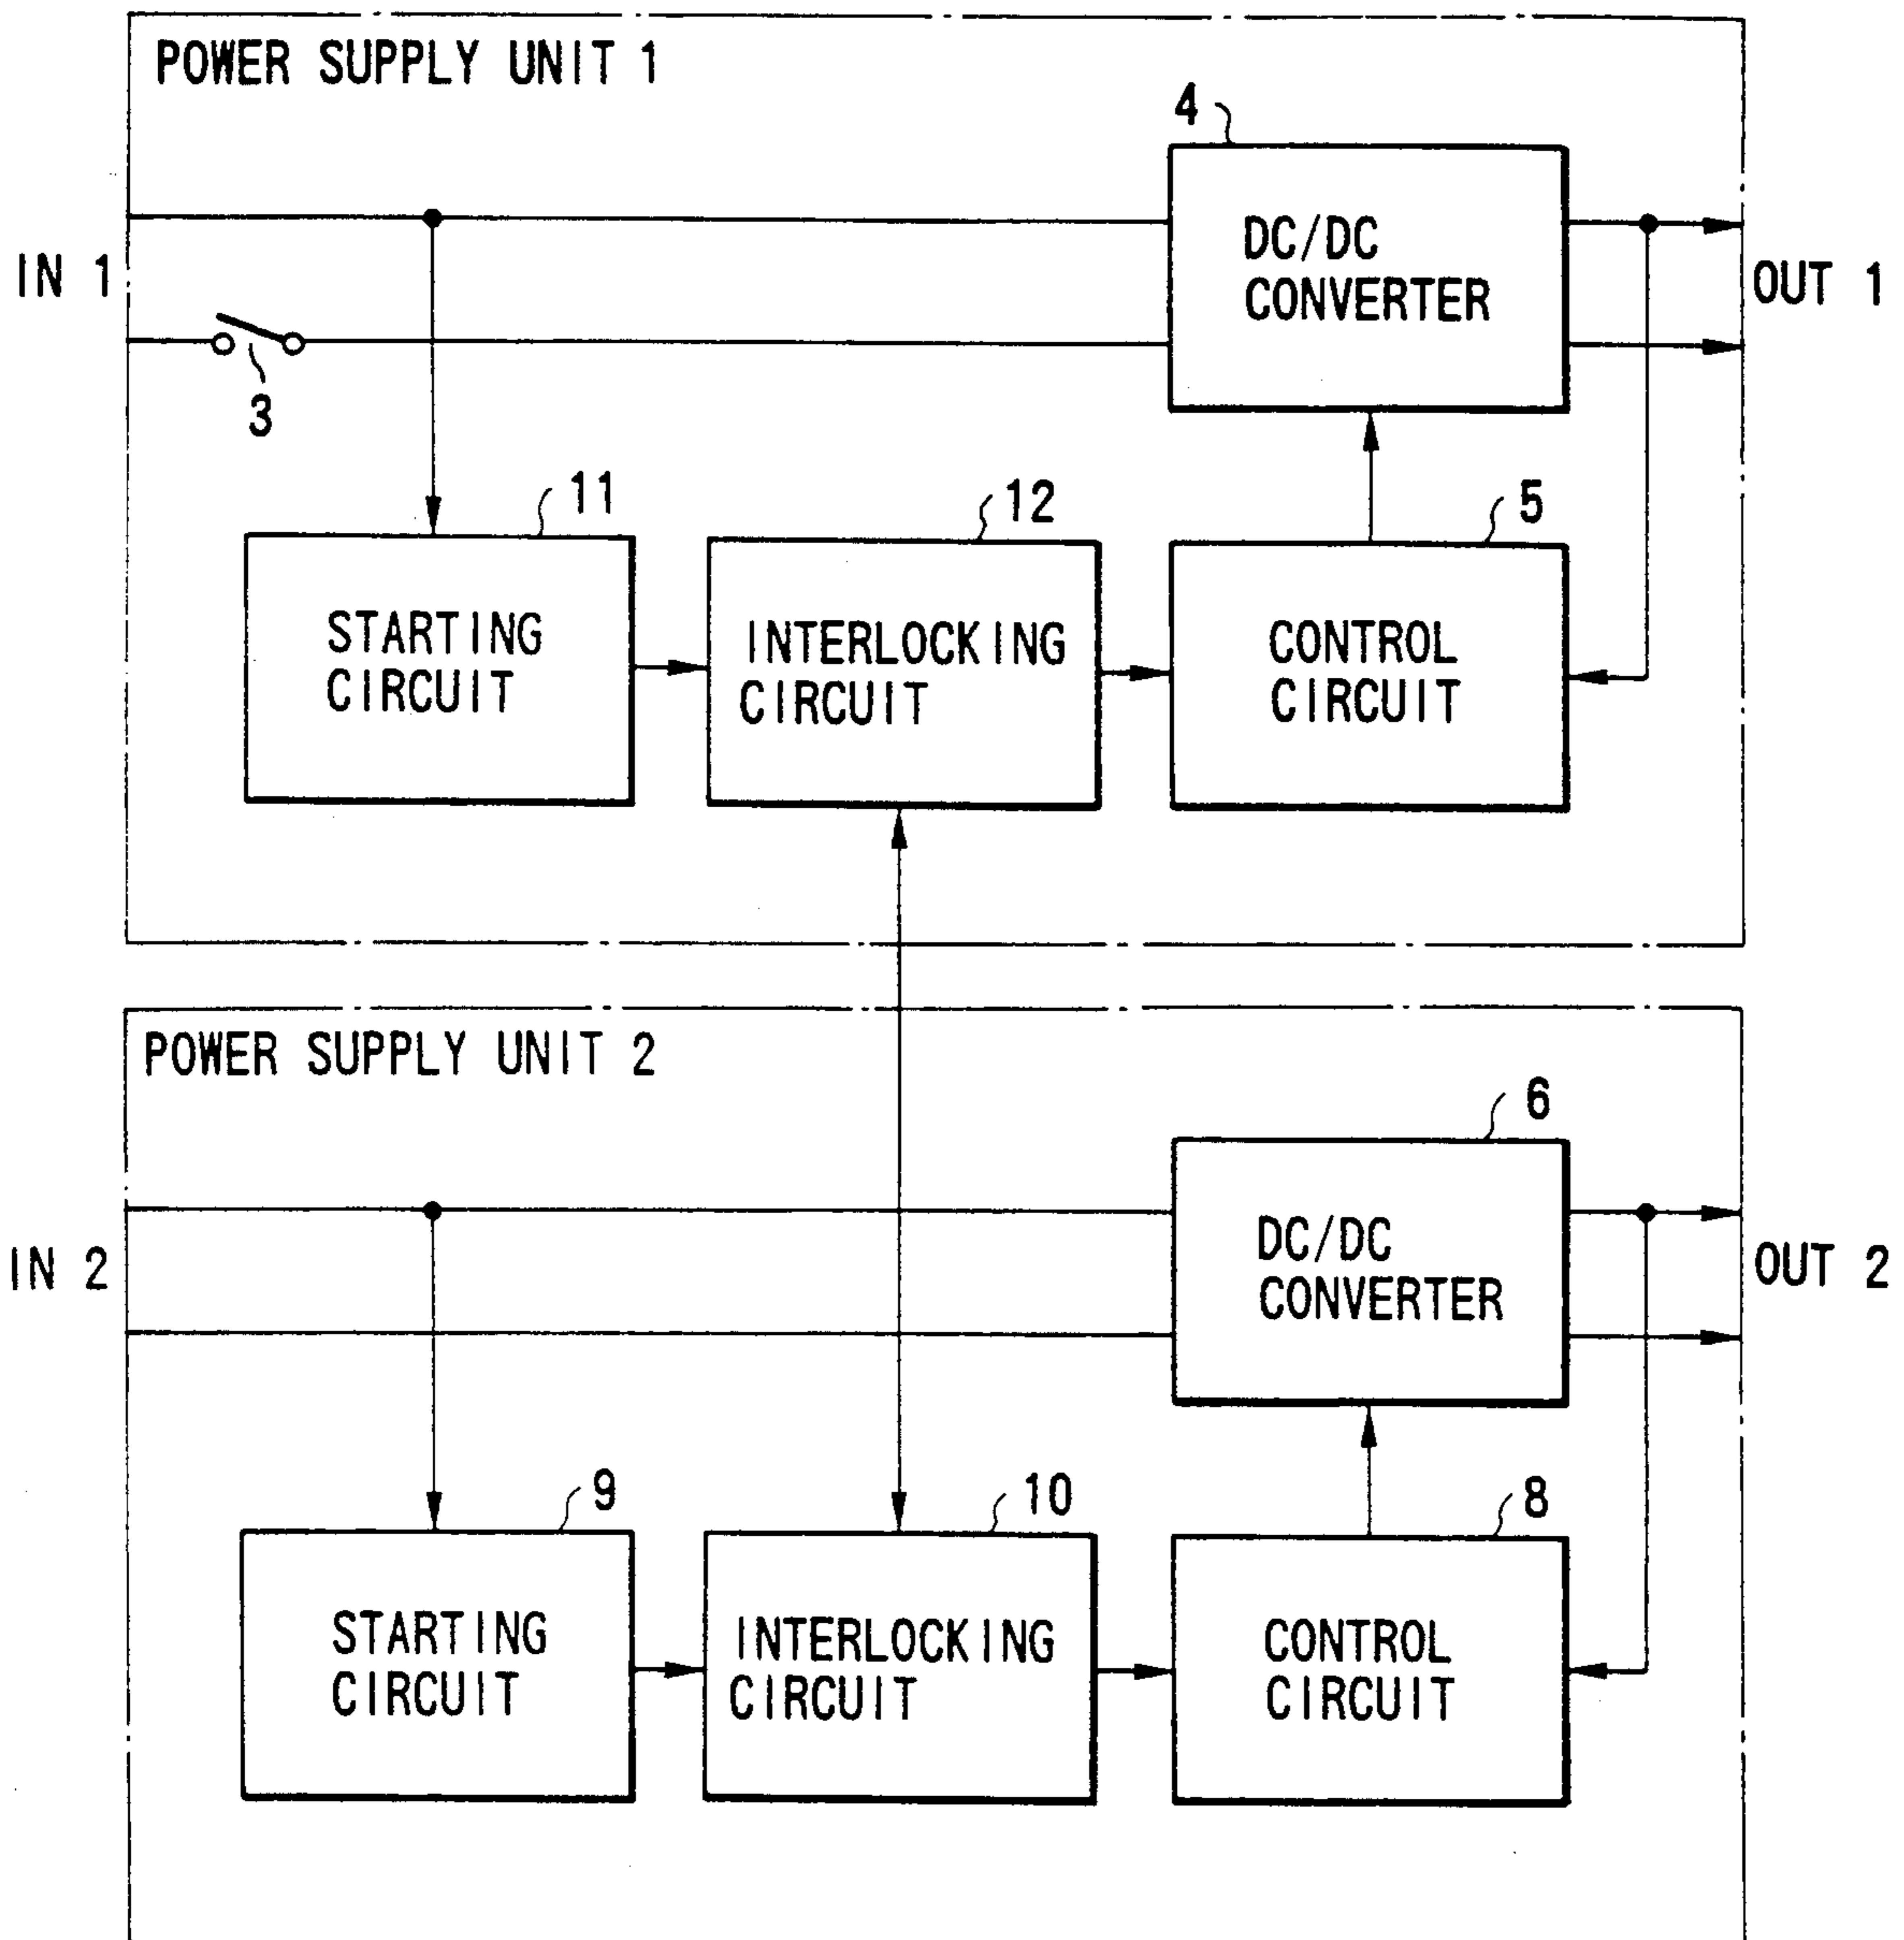 POWER SUPPLY UNIT 1
4
DC/DC
CONVERTER
IN 1
OUT 1
3
11
12
5
STARTING
CIRCUIT
INTERLOCKING
CIRCUIT
CONTROL
CIRCUIT
POWER SUPPLY UNIT 2
6
DC/DC
CONVERTER
IN 2
OUT 2
9
10
8
STARTING
CIRCUIT
INTERLOCKING
CIRCUIT
CONTROL
CIRCUIT